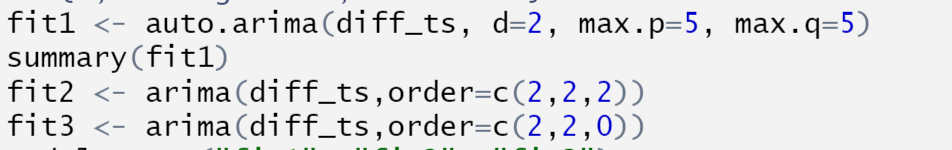 fit1 <- auto.arima(diff_ts, d=2, max.p=5, max.q=5)
summary(fit1)
fit2 <- arima(diff_ts,order=c(2,2,2))
fit3 <- arima(diff_ts,order=c(2,2,0))